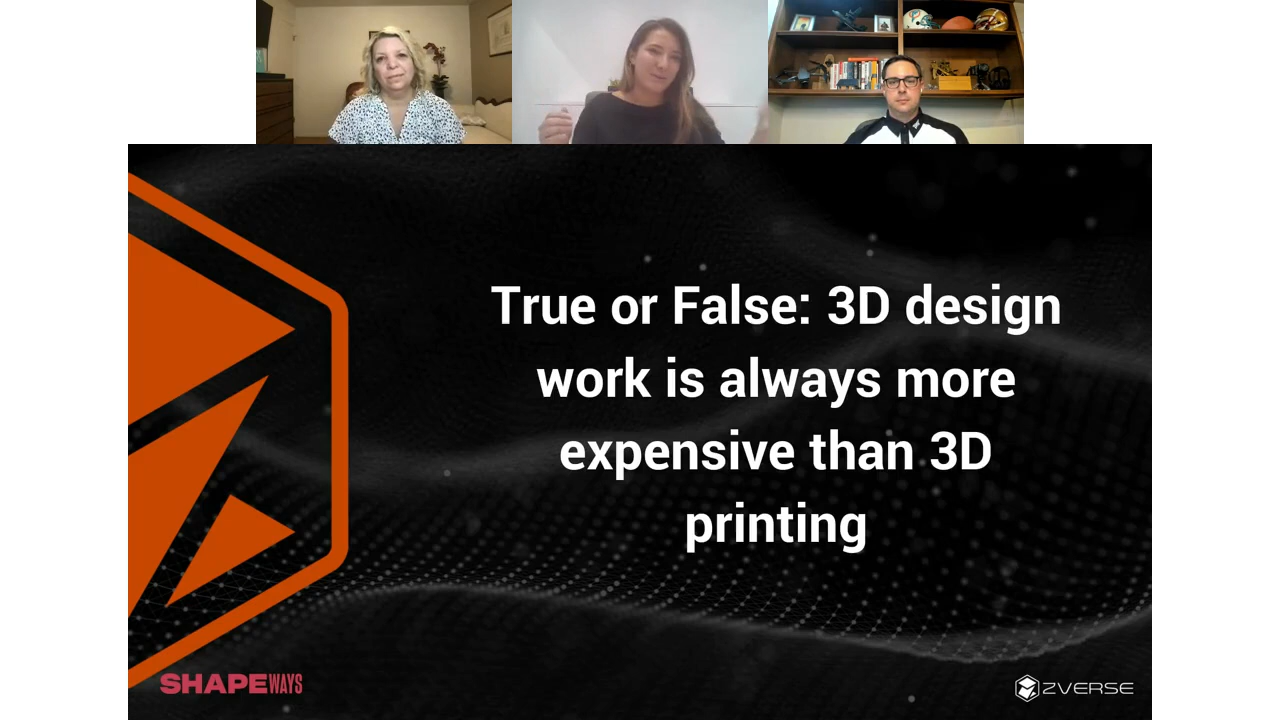 True or False: 3D design
work is always more
expensive than 3D
printing
SHAPEWAYS
ZVERSE